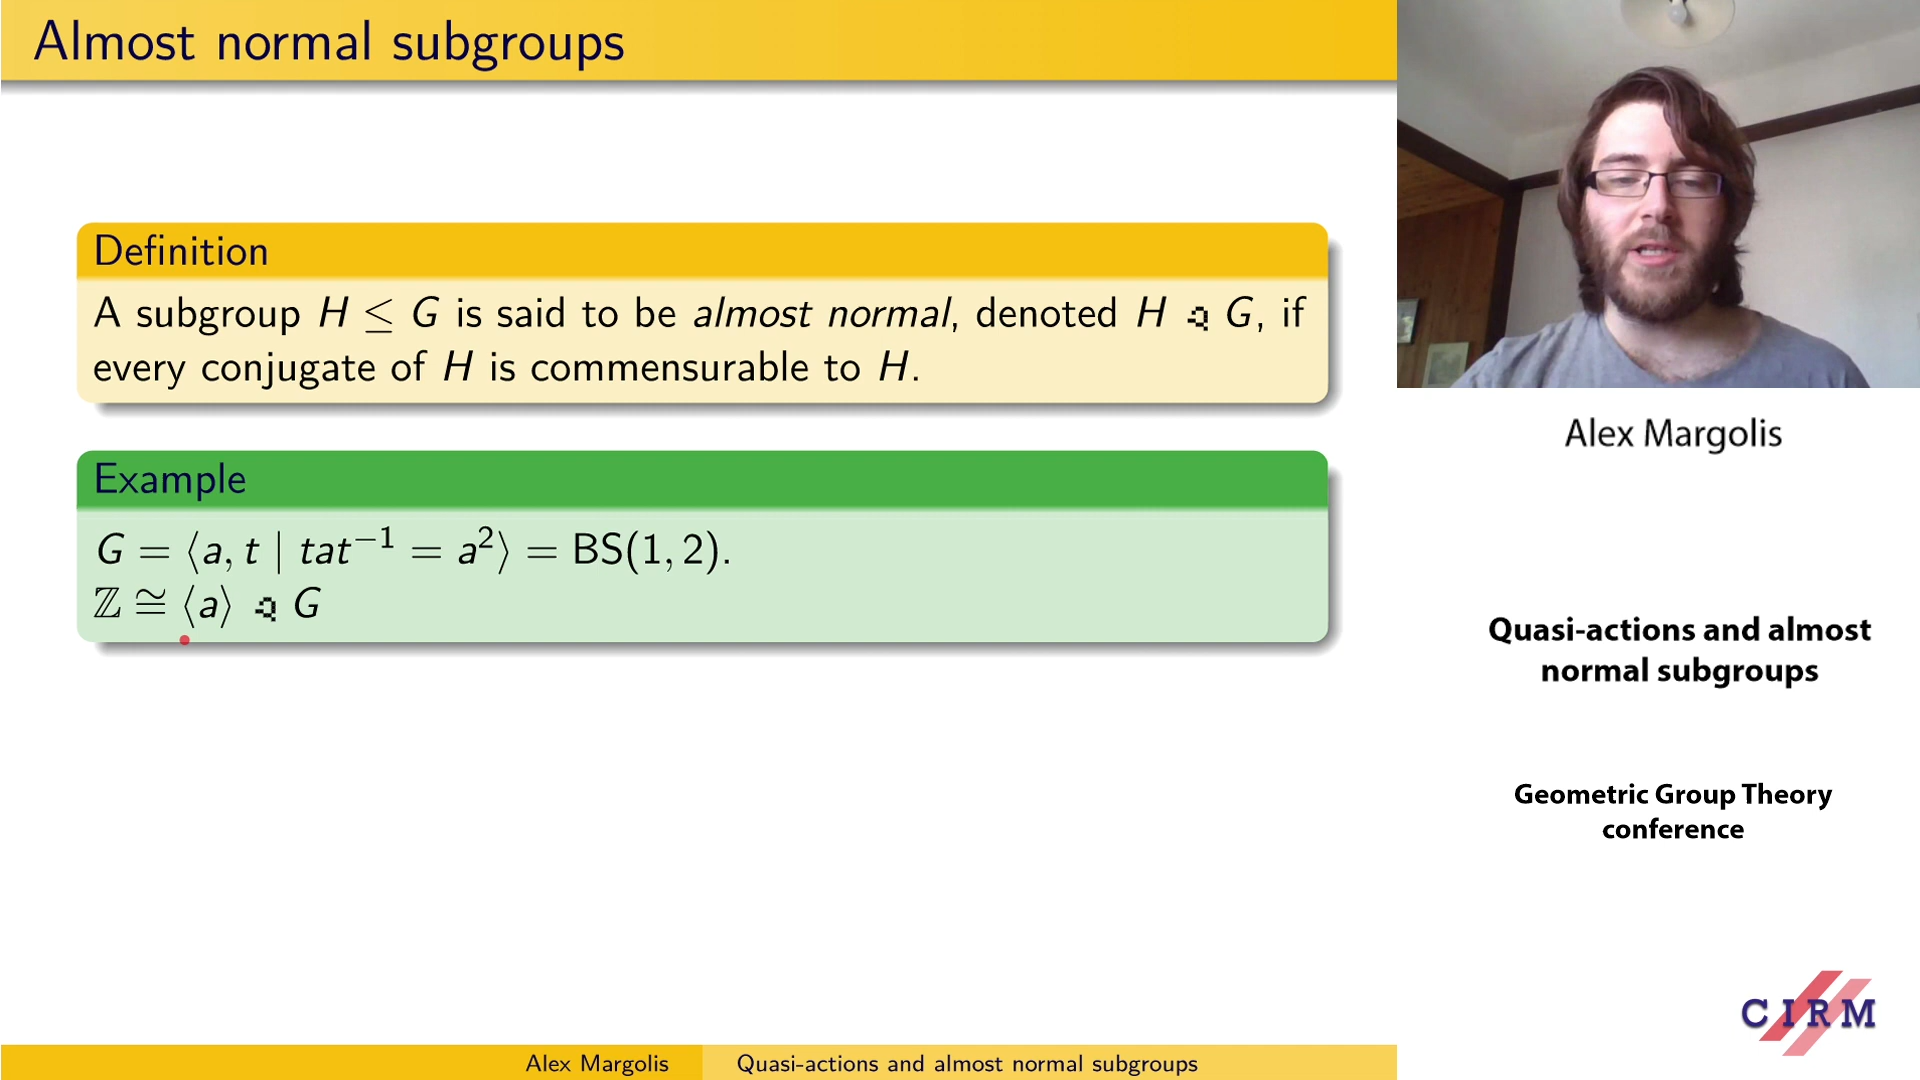 Almost normal subgroups
Definition
A subgroup H ≤ G is said to be almost normal, denoted H ꟼ G, if
every conjugate of H is commensurable to H.
Example
G = ⟨a, t | tat⁻¹ = a²⟩ = BS(1, 2).
ℤ ≅ ⟨a⟩ ꟼ G
Alex Margolis
Quasi-actions and almost
normal subgroups
Geometric Group Theory
conference
CIRM
Alex Margolis Quasi-actions and almost normal subgroups